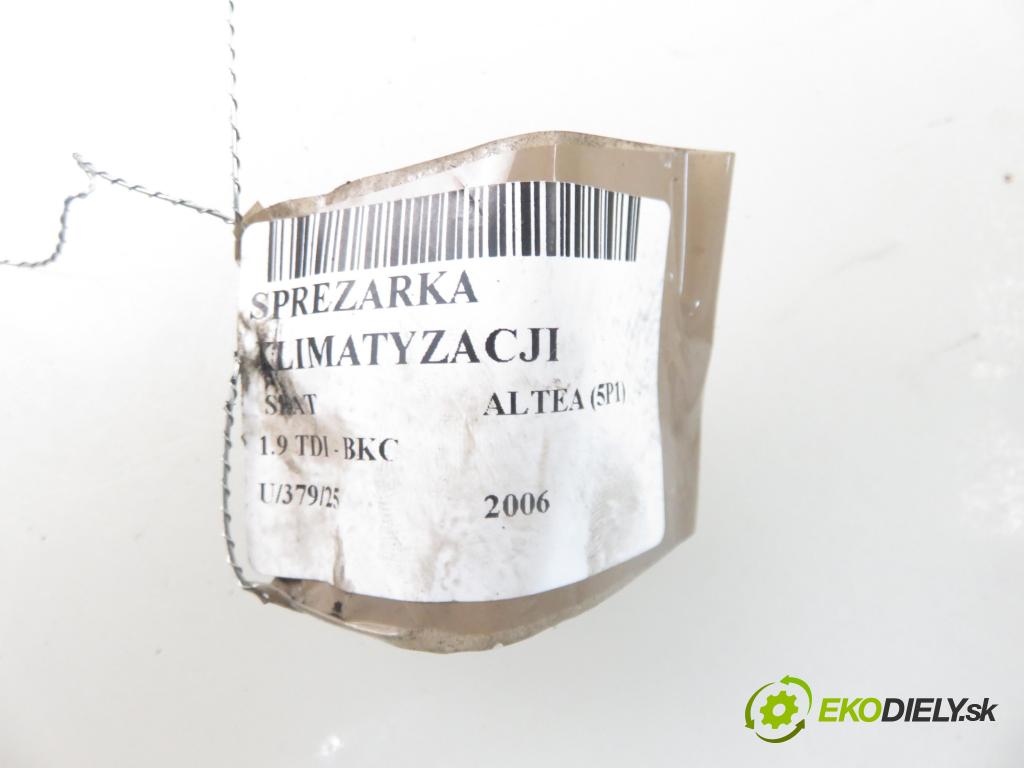 SPREZARKA
KLIMATYZACJI
SEAT ALTEA (5P1)
1.9 TDI - BKC
U/379/25 2006
EKODIELY.sk